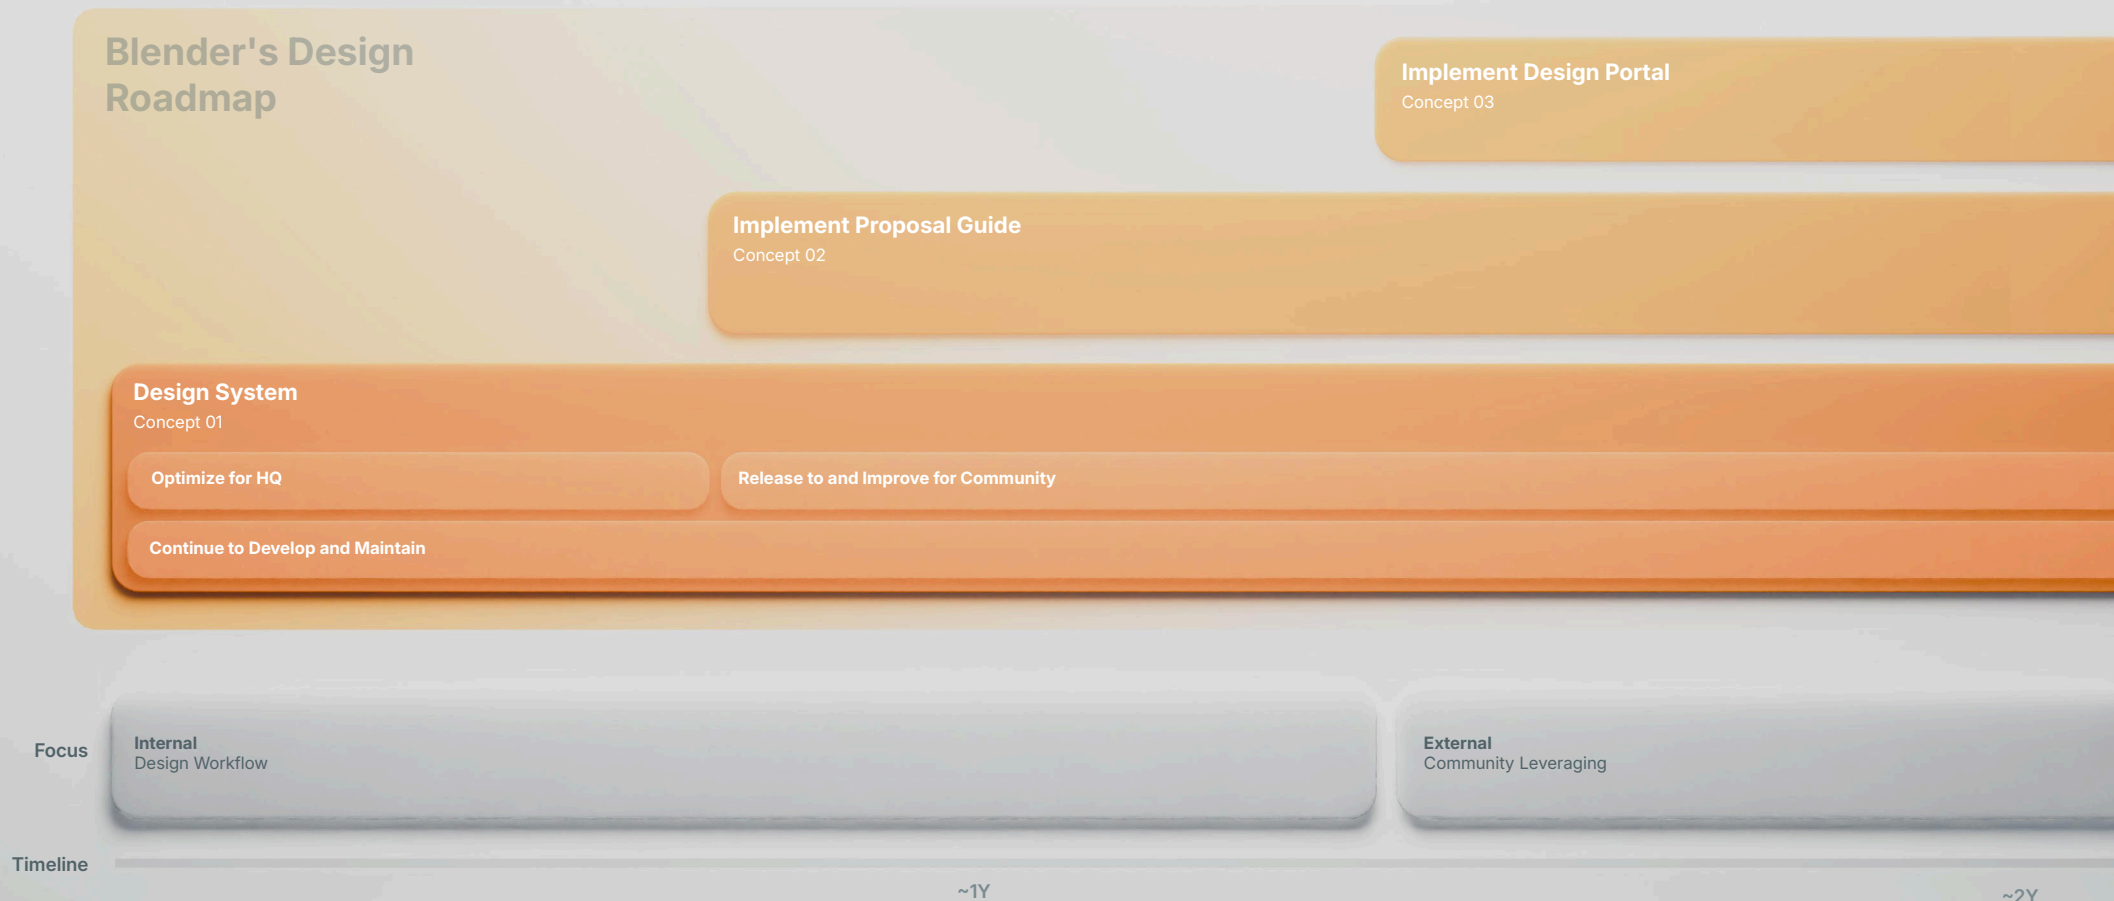 Blender's Design
Roadmap
Implement Design Portal
Concept 03
Implement Proposal Guide
Concept 02
Design System
Concept 01
Optimize for HQ
Release to and Improve for Community
Continue to Develop and Maintain
Focus
Internal
Design Workflow
External
Community Leveraging
Timeline
~1Y
~2Y